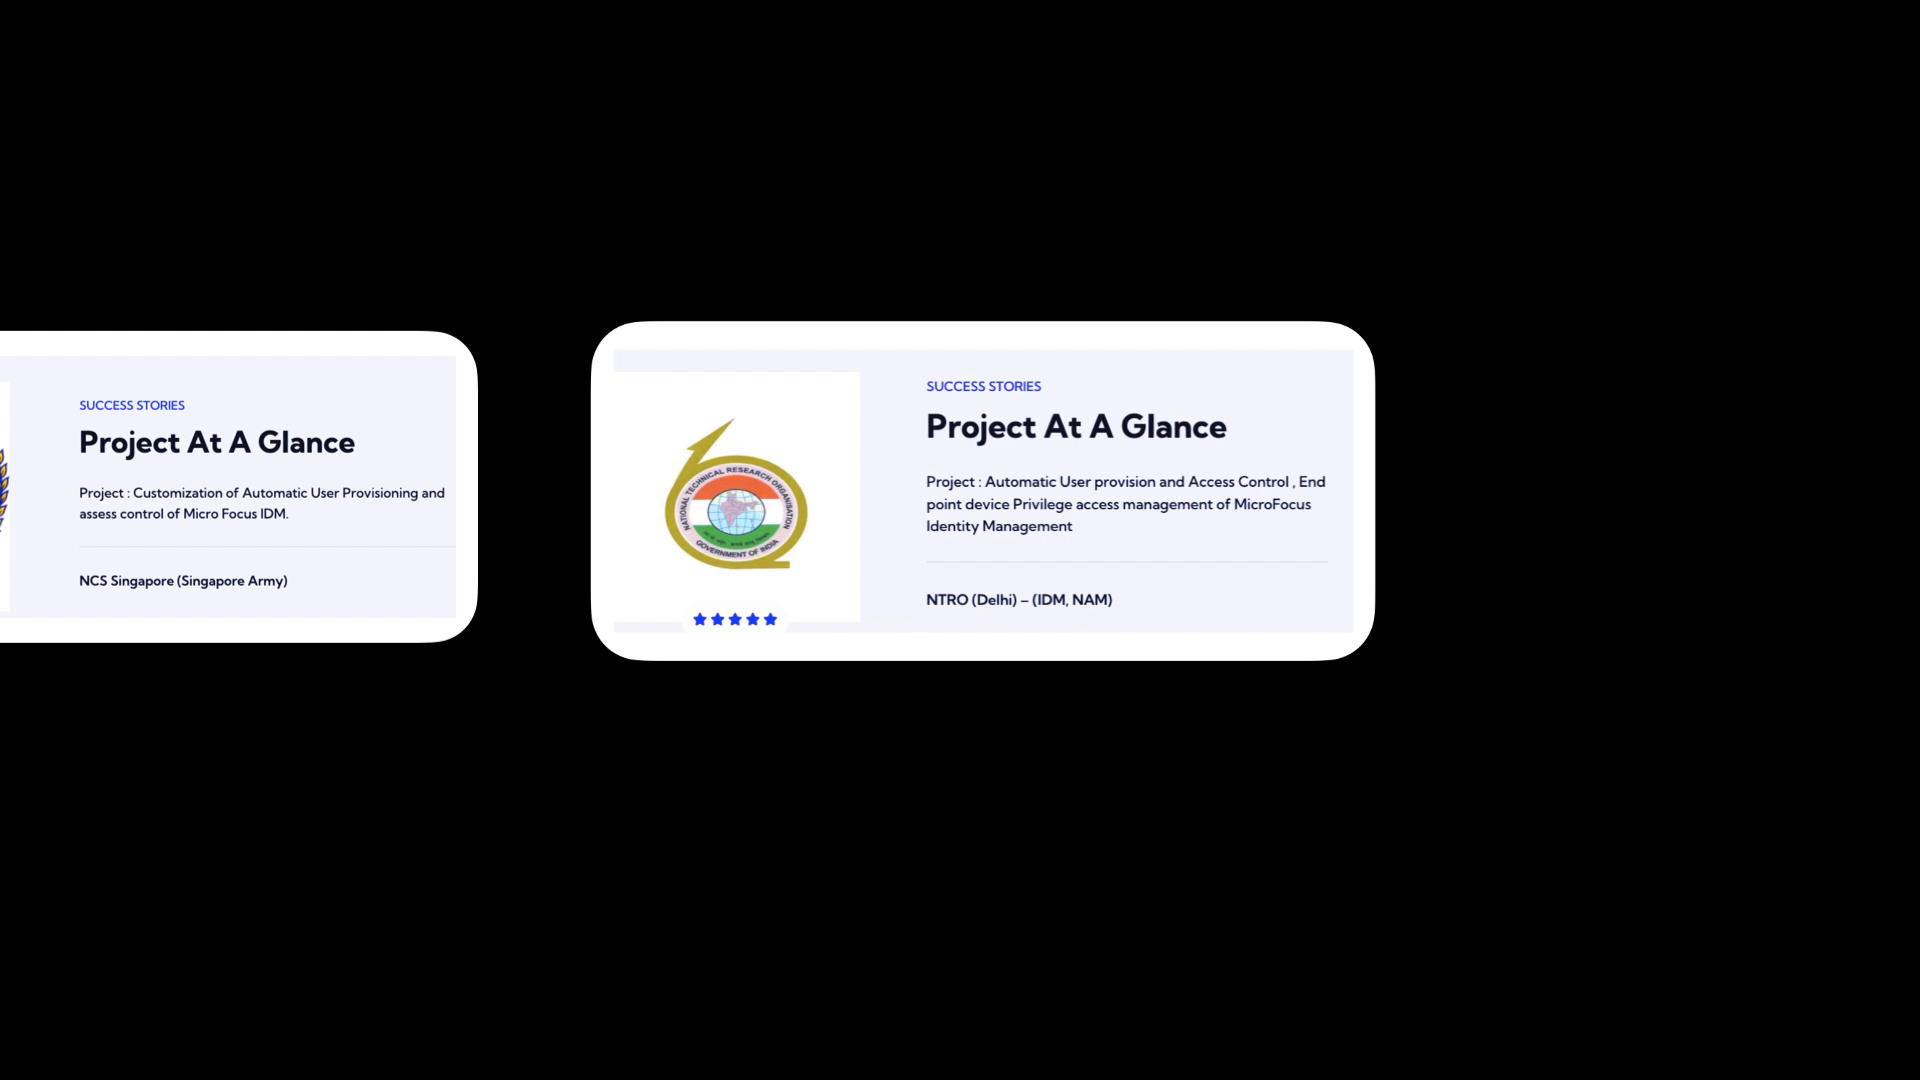 SUCCESS STORIES
Project At A Glance
Project : Customization of Automatic User Provisioning and
assess control of Micro Focus IDM.
NCS Singapore (Singapore Army)
SUCCESS STORIES
Project At A Glance
Project : Automatic User provision and Access Control , End
point device Privilege access management of MicroFocus
Identity Management
NTRO (Delhi) – (IDM, NAM)
NATIONAL TECHNICAL RESEARCH ORGANISATION
GOVERNMENT OF INDIA